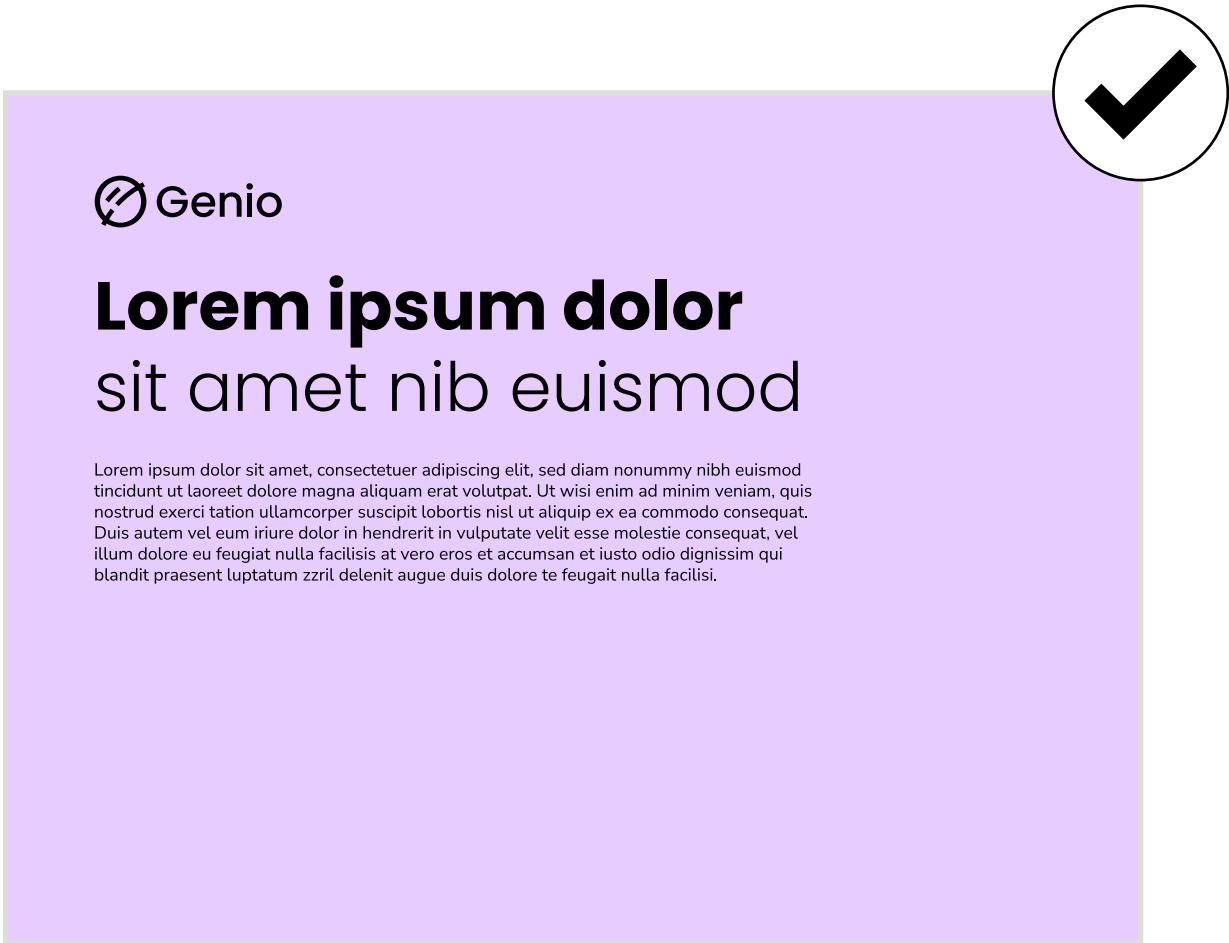 Genio
Lorem ipsum dolor
sit amet nib euismod
Lorem ipsum dolor sit amet, consectetuer adipiscing elit, sed diam nonummy nibh euismod
tincidunt ut laoreet dolore magna aliquam erat volutpat. Ut wisi enim ad minim veniam, quis
nostrud exerci tation ullamcorper suscipit lobortis nisl ut aliquip ex ea commodo consequat.
Duis autem vel eum iriure dolor in hendrerit in vulputate velit esse molestie consequat, vel
illum dolore eu feugiat nulla facilisis at vero eros et accumsan et iusto odio dignissim qui
blandit praesent luptatum zzril delenit augue duis dolore te feugait nulla facilisi.